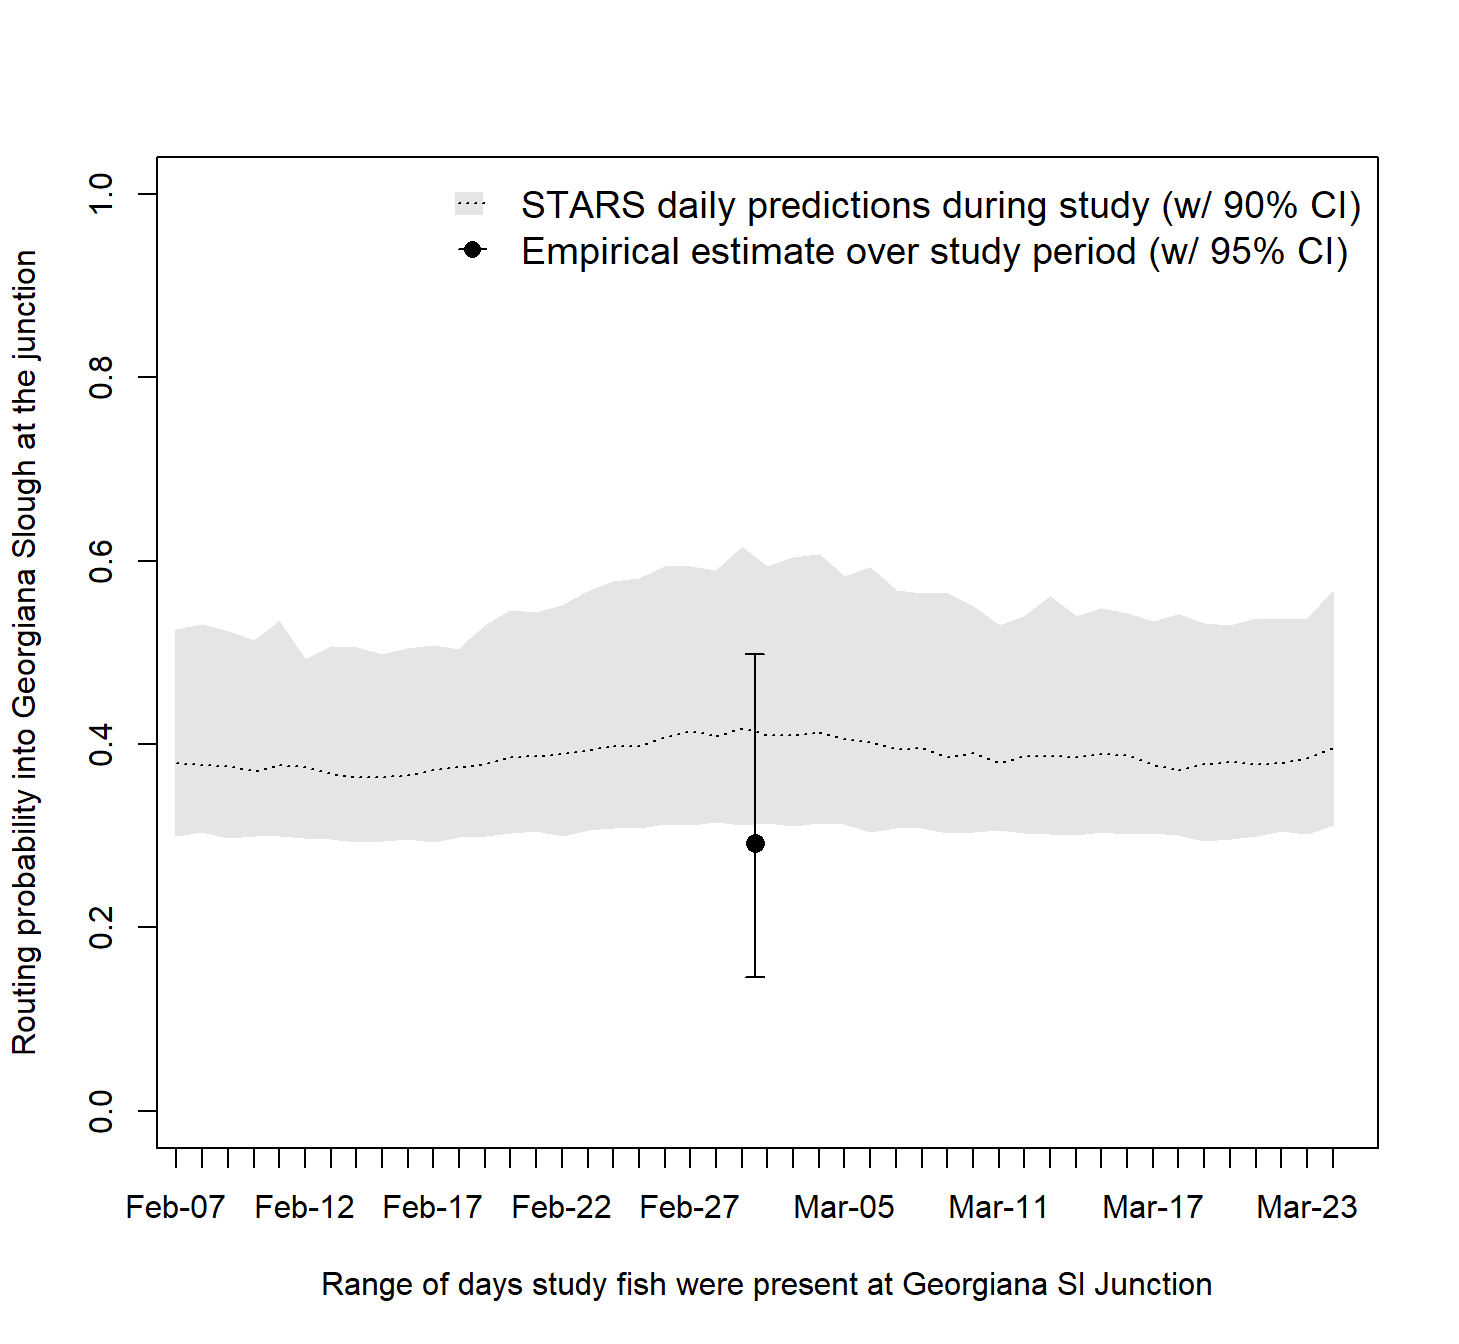 STARS daily predictions during study (w/ 90% CI)
Empirical estimate over study period (w/ 95% CI)
Routing probability into Georgiana Slough at the junction
1.0
0.8
0.6
0.4
0.2
0.0
Feb-07 Feb-12 Feb-17 Feb-22 Feb-27 Mar-05 Mar-11 Mar-17 Mar-23
Range of days study fish were present at Georgiana Sl Junction